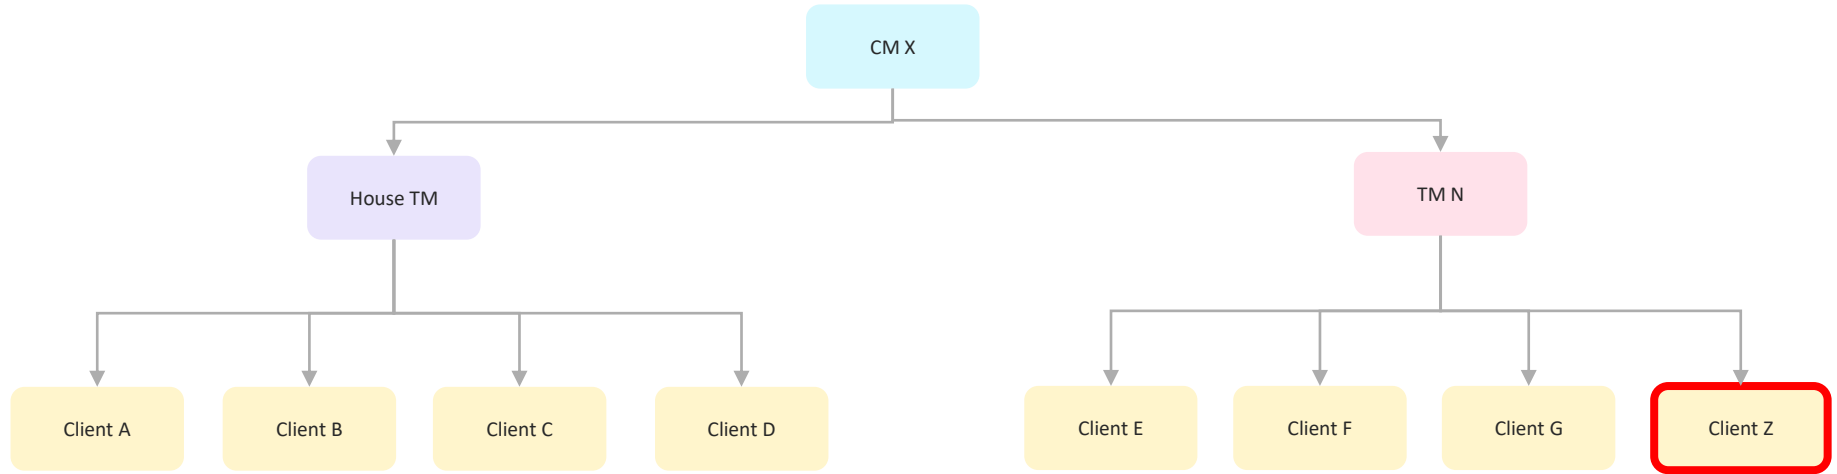 CM X
House TM
TM N
Client A
Client B
Client C
Client D
Client E
Client F
Client G
Client Z